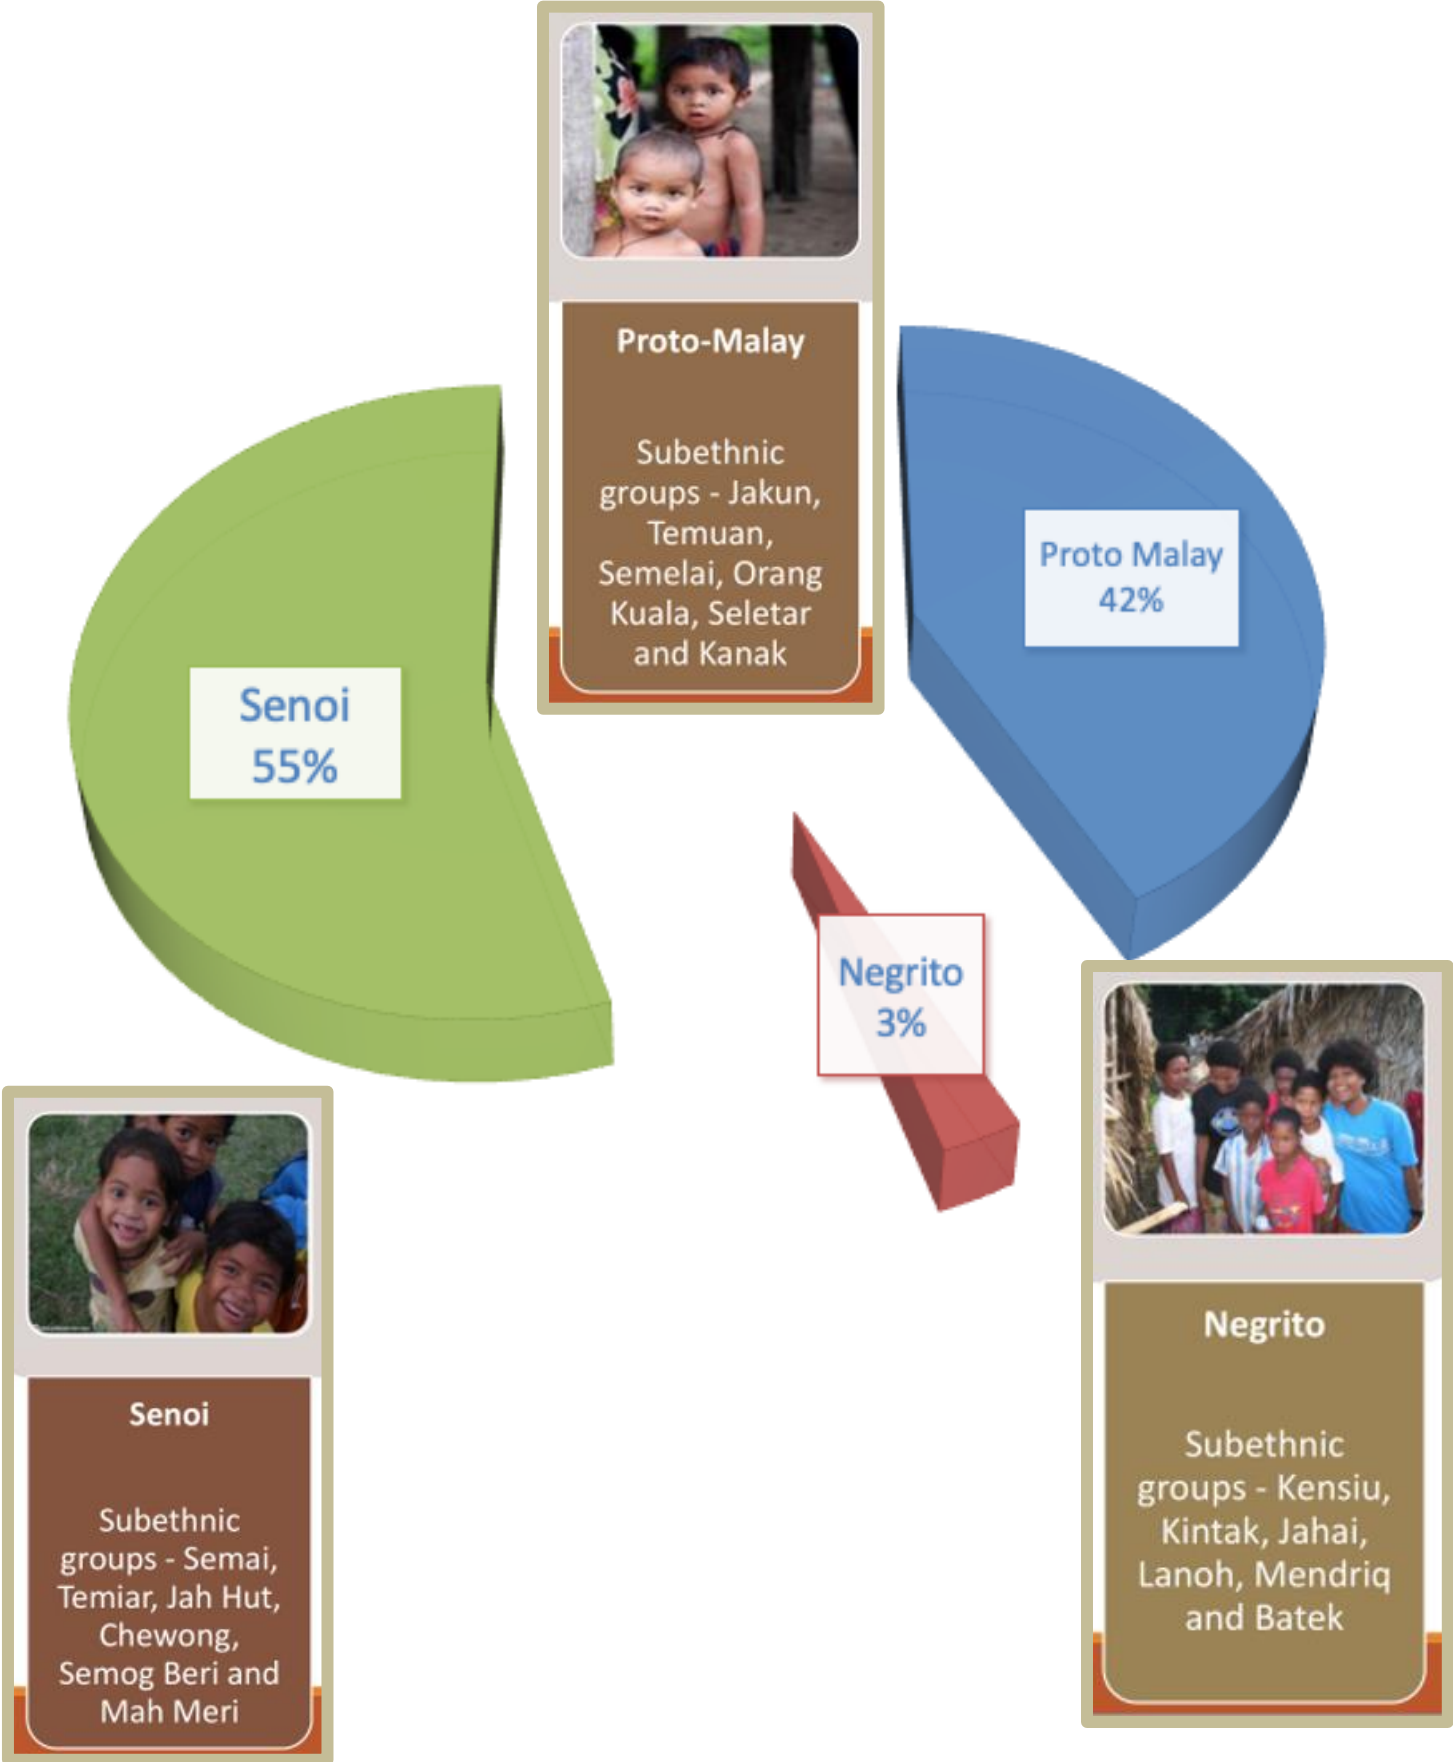 Proto-Malay
Subethnic
groups - Jakun,
Temuan,
Semelai, Orang
Kuala, Seletar
and Kanak
Proto Malay
42%
Senoi
55%
Negrito
3%
Senoi
Subethnic
groups - Semai,
Temiar, Jah Hut,
Chewong,
Semog Beri and
Mah Meri
Negrito
Subethnic
groups - Kensiu,
Kintak, Jahai,
Lanoh, Mendriq
and Batek